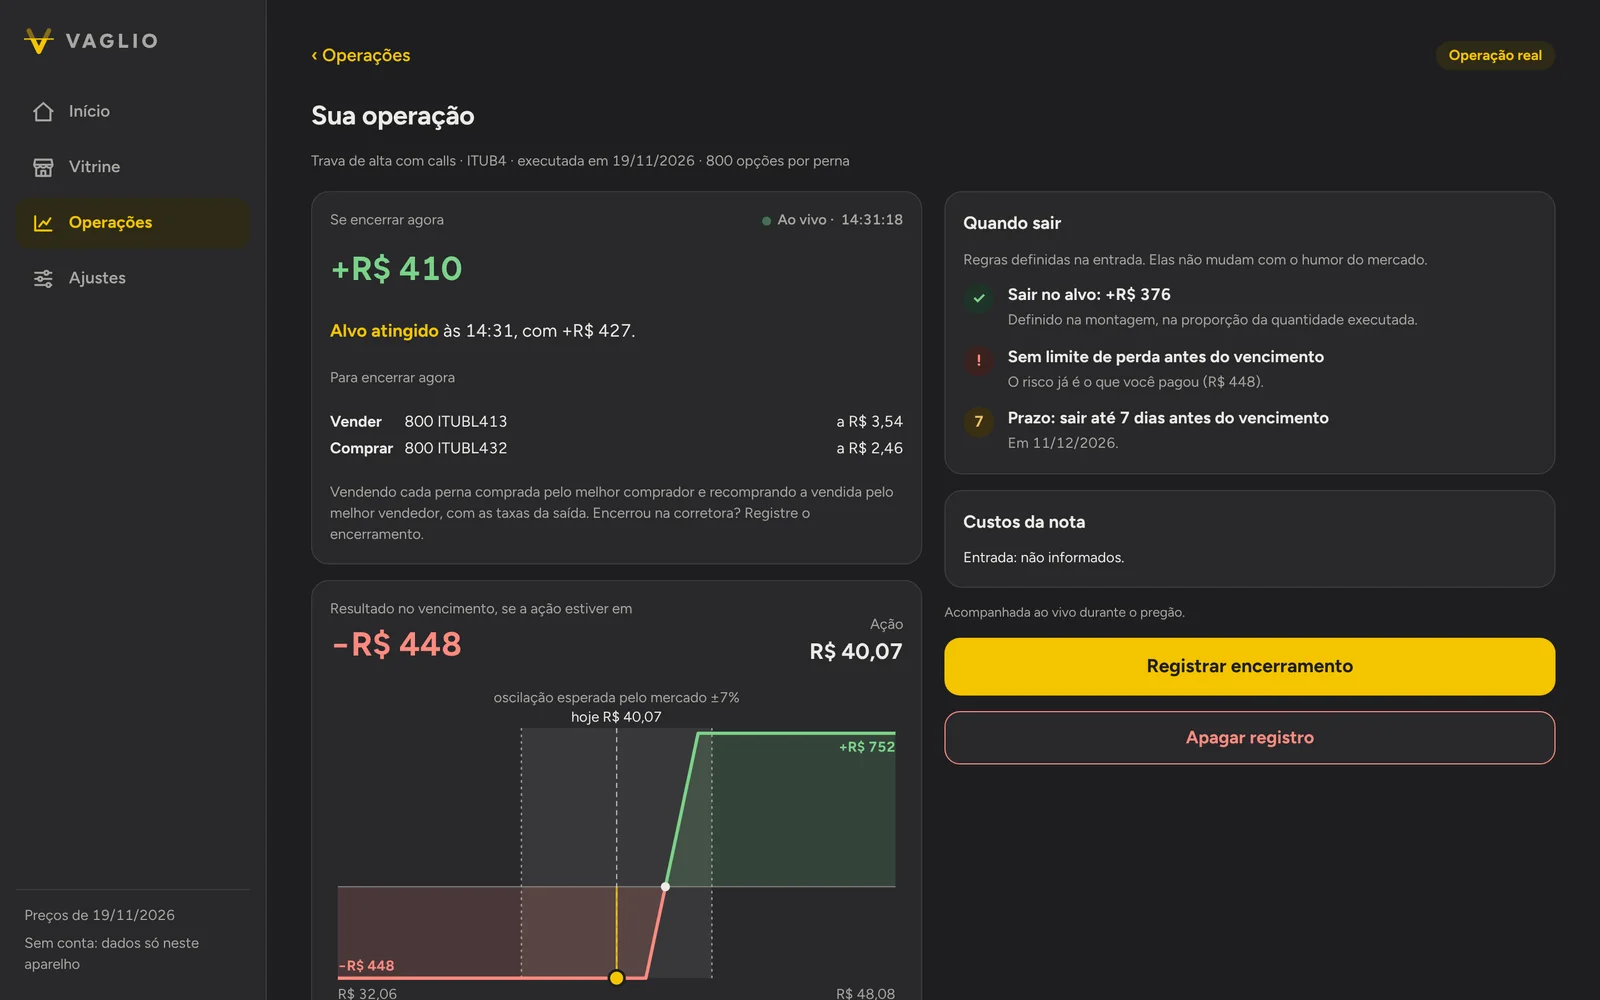 VAGLIO
Início
Vitrine
Operações
Ajustes
Preços de 19/11/2026
Sem conta: dados só neste
aparelho
‹ Operações
Operação real
Sua operação
Trava de alta com calls · ITUB4 · executada em 19/11/2026 · 800 opções por perna
Se encerrar agora
Ao vivo · 14:31:18
+R$ 410
Alvo atingido às 14:31, com +R$ 427.
Para encerrar agora
Vender 800 ITUBL413 a R$ 3,54
Comprar 800 ITUBL432 a R$ 2,46
Vendendo cada perna comprada pelo melhor comprador e recomprando a vendida pelo
melhor vendedor, com as taxas da saída. Encerrou na corretora? Registre o
encerramento.
Resultado no vencimento, se a ação estiver em
−R$ 448
Ação
R$ 40,07
oscilação esperada pelo mercado ±7%
hoje R$ 40,07
+R$ 752
−R$ 448
R$ 32,06
R$ 48,08
Quando sair
Regras definidas na entrada. Elas não mudam com o humor do mercado.
Sair no alvo: +R$ 376
Definido na montagem, na proporção da quantidade executada.
! Sem limite de perda antes do vencimento
O risco já é o que você pagou (R$ 448).
7 Prazo: sair até 7 dias antes do vencimento
Em 11/12/2026.
Custos da nota
Entrada: não informados.
Acompanhada ao vivo durante o pregão.
Registrar encerramento
Apagar registro